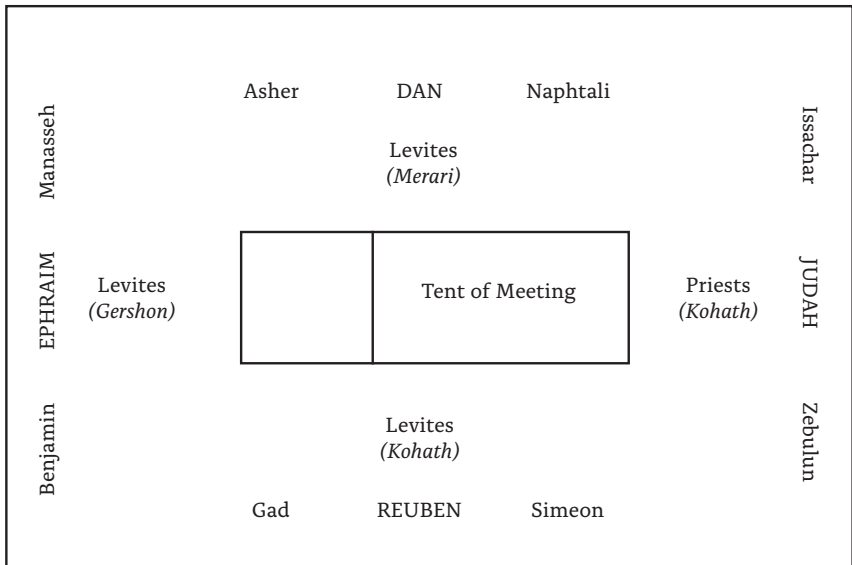 Asher DAN Naphtali
Manasseh
Issachar
Levites
(Merari)
EPHRAIM
Levites
(Gershon)
Tent of Meeting
Priests
(Kohath)
JUDAH
Benjamin
Levites
(Kohath)
Zebulun
Gad REUBEN Simeon